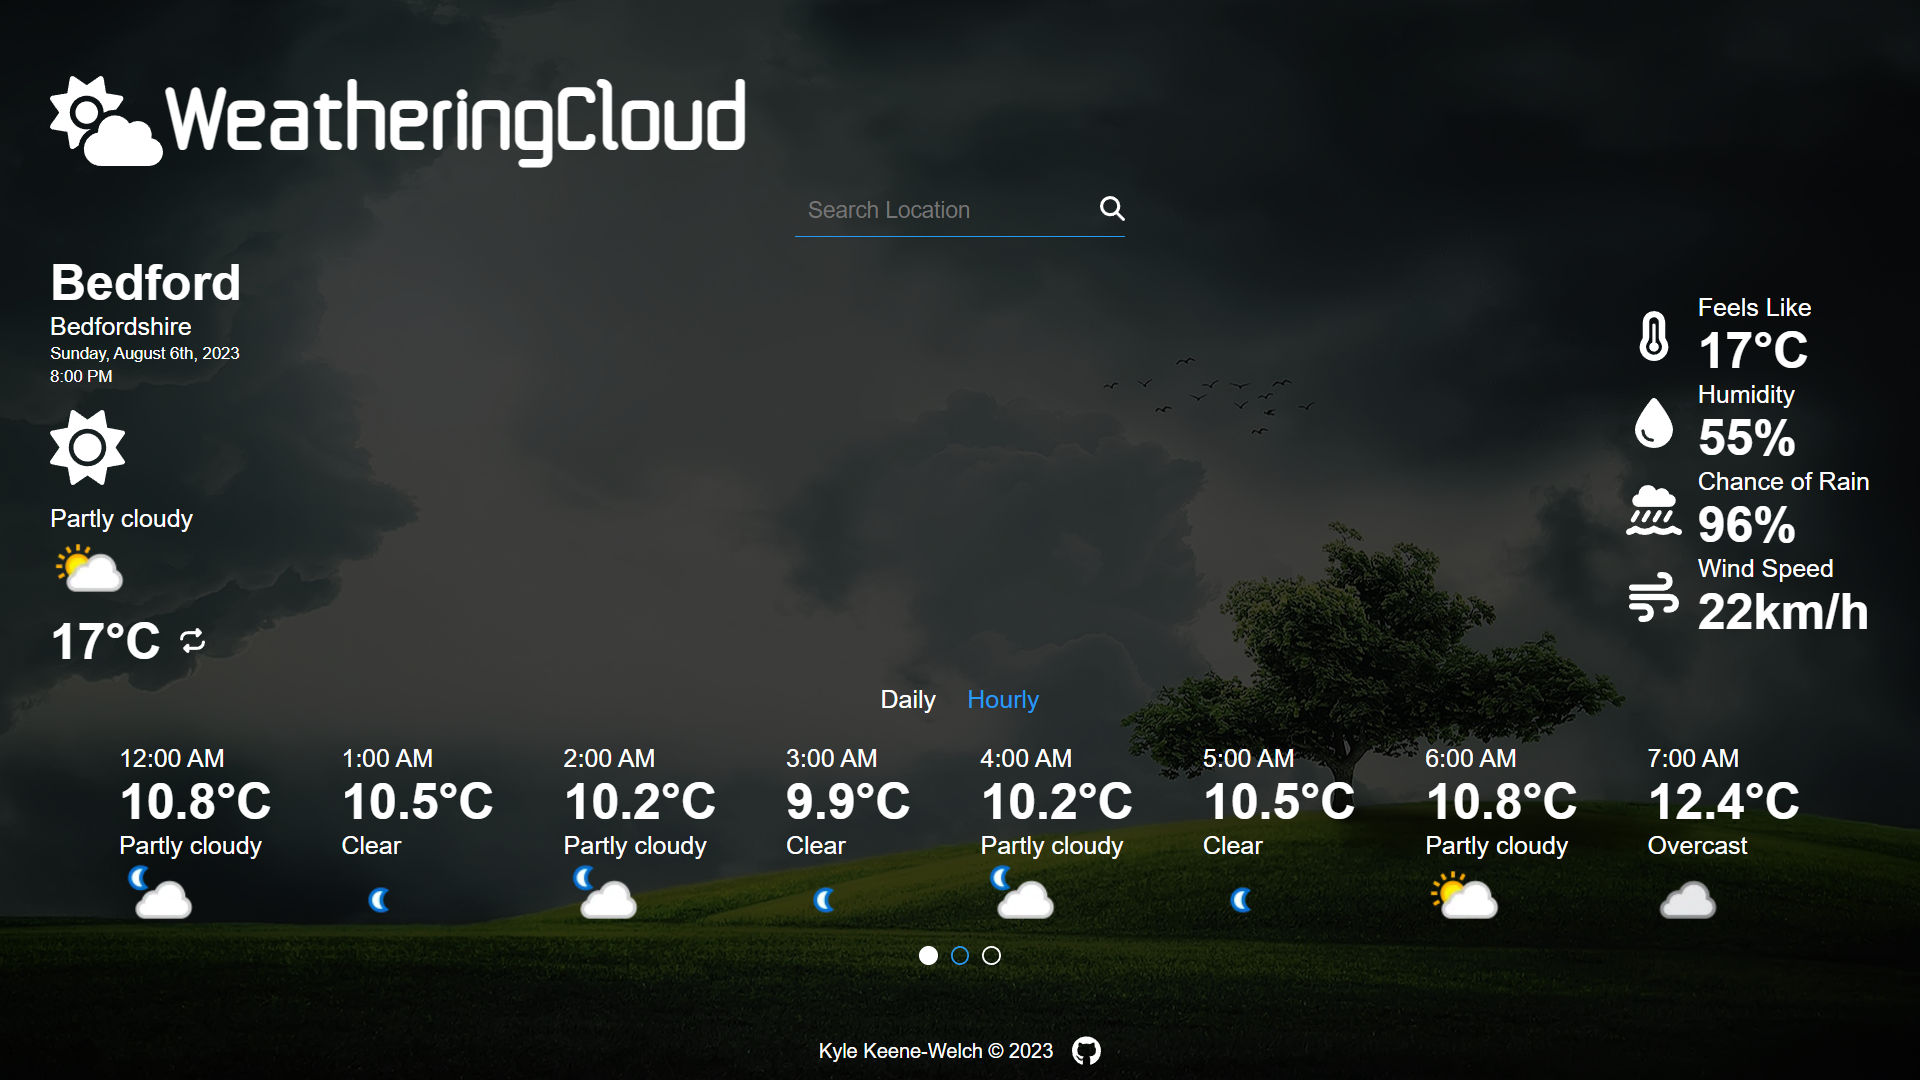 WeatheringCloud
Search Location
Bedford
Bedfordshire
Sunday, August 6th, 2023
8:00 PM
Partly cloudy
17°C
Feels Like
17°C
Humidity
55%
Chance of Rain
96%
Wind Speed
22km/h
Daily Hourly
12:00 AM
10.8°C
Partly cloudy
1:00 AM
10.5°C
Clear
2:00 AM
10.2°C
Partly cloudy
3:00 AM
9.9°C
Clear
4:00 AM
10.2°C
Partly cloudy
5:00 AM
10.5°C
Clear
6:00 AM
10.8°C
Partly cloudy
7:00 AM
12.4°C
Overcast
Kyle Keene-Welch © 2023